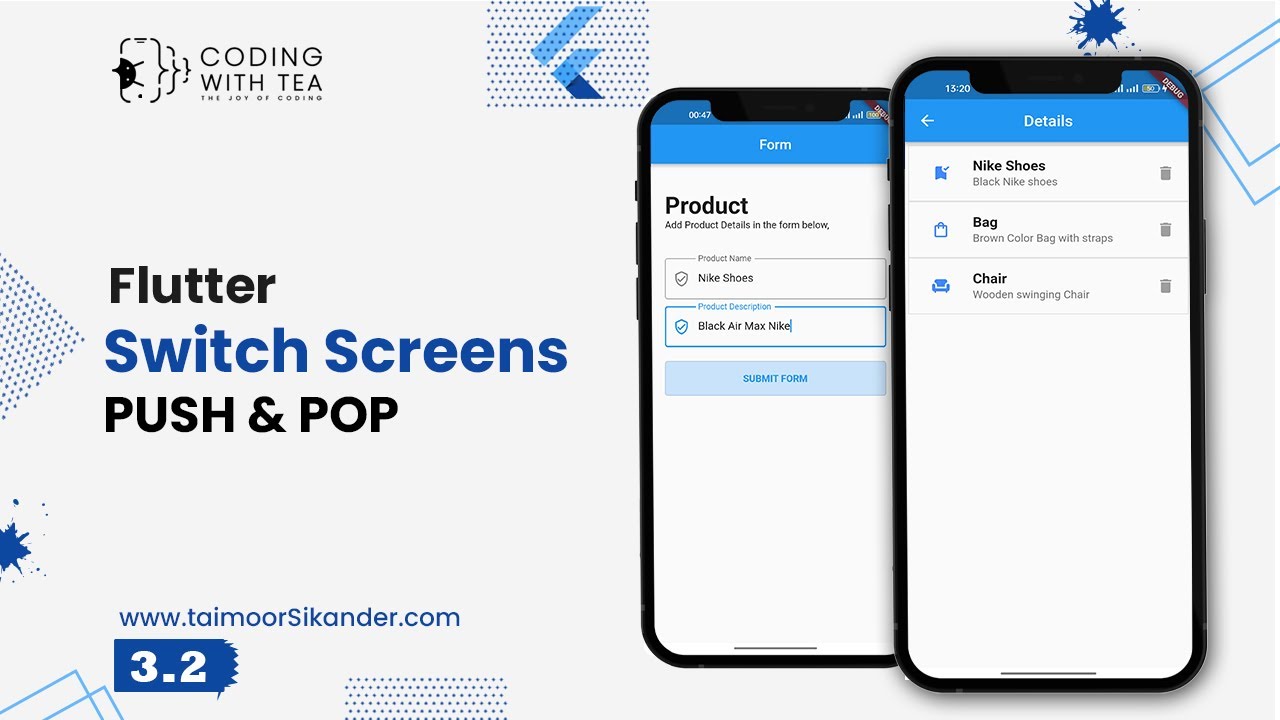 CODING
WITH TEA
THE JOY OF CODING
Flutter
Switch Screens
PUSH & POP
www.taimoorSikander.com
3.2
00:47
100
Form
Product
Add Product Details in the form below,
Product Name
Nike Shoes
Product Description
Black Air Max Nike
SUBMIT FORM
13:20
DEBUG
Details
Nike Shoes
Black Nike shoes
Bag
Brown Color Bag with straps
Chair
Wooden swinging Chair